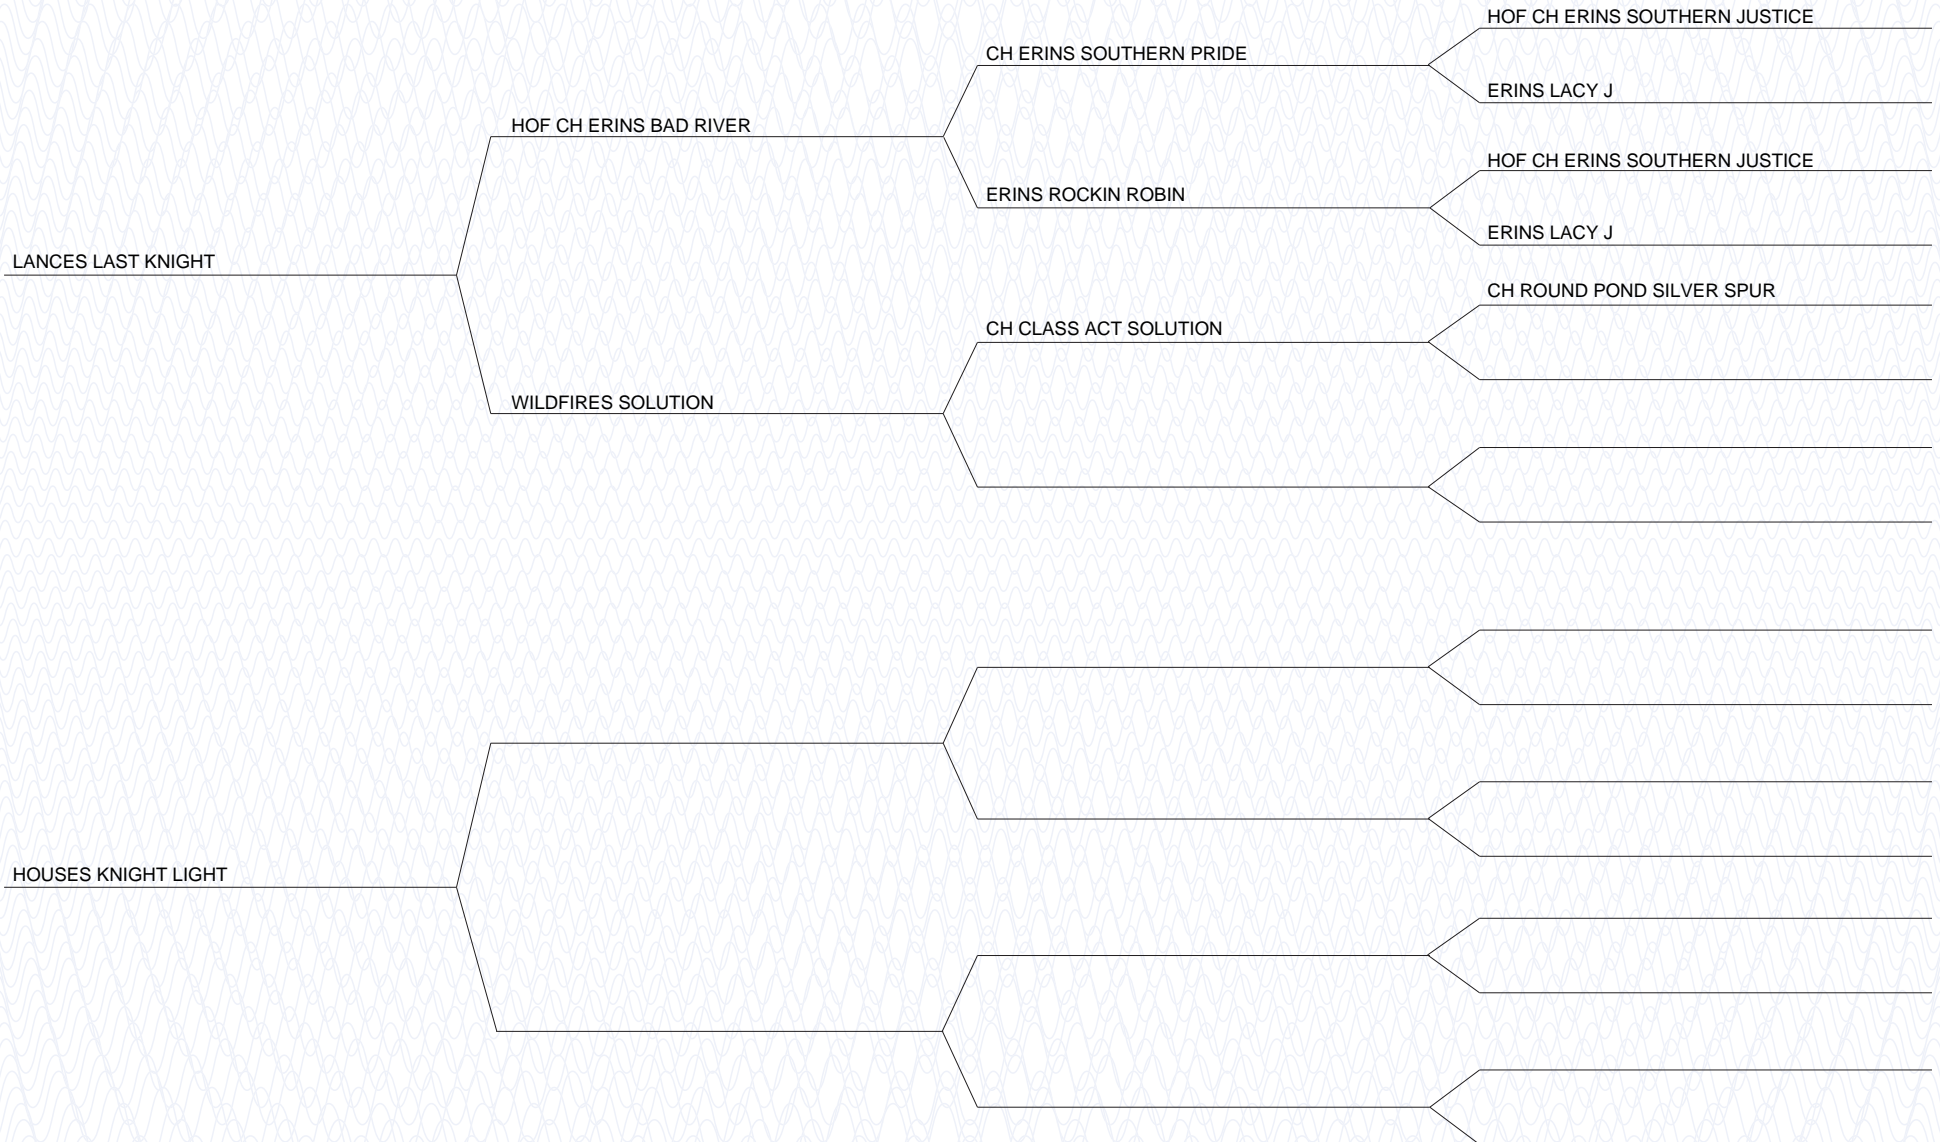 HOF CH ERINS SOUTHERN JUSTICE
CH ERINS SOUTHERN PRIDE
ERINS LACY J
HOF CH ERINS BAD RIVER
HOF CH ERINS SOUTHERN JUSTICE
ERINS ROCKIN ROBIN
ERINS LACY J
LANCES LAST KNIGHT
CH ROUND POND SILVER SPUR
CH CLASS ACT SOLUTION
WILDFIRES SOLUTION
HOUSES KNIGHT LIGHT